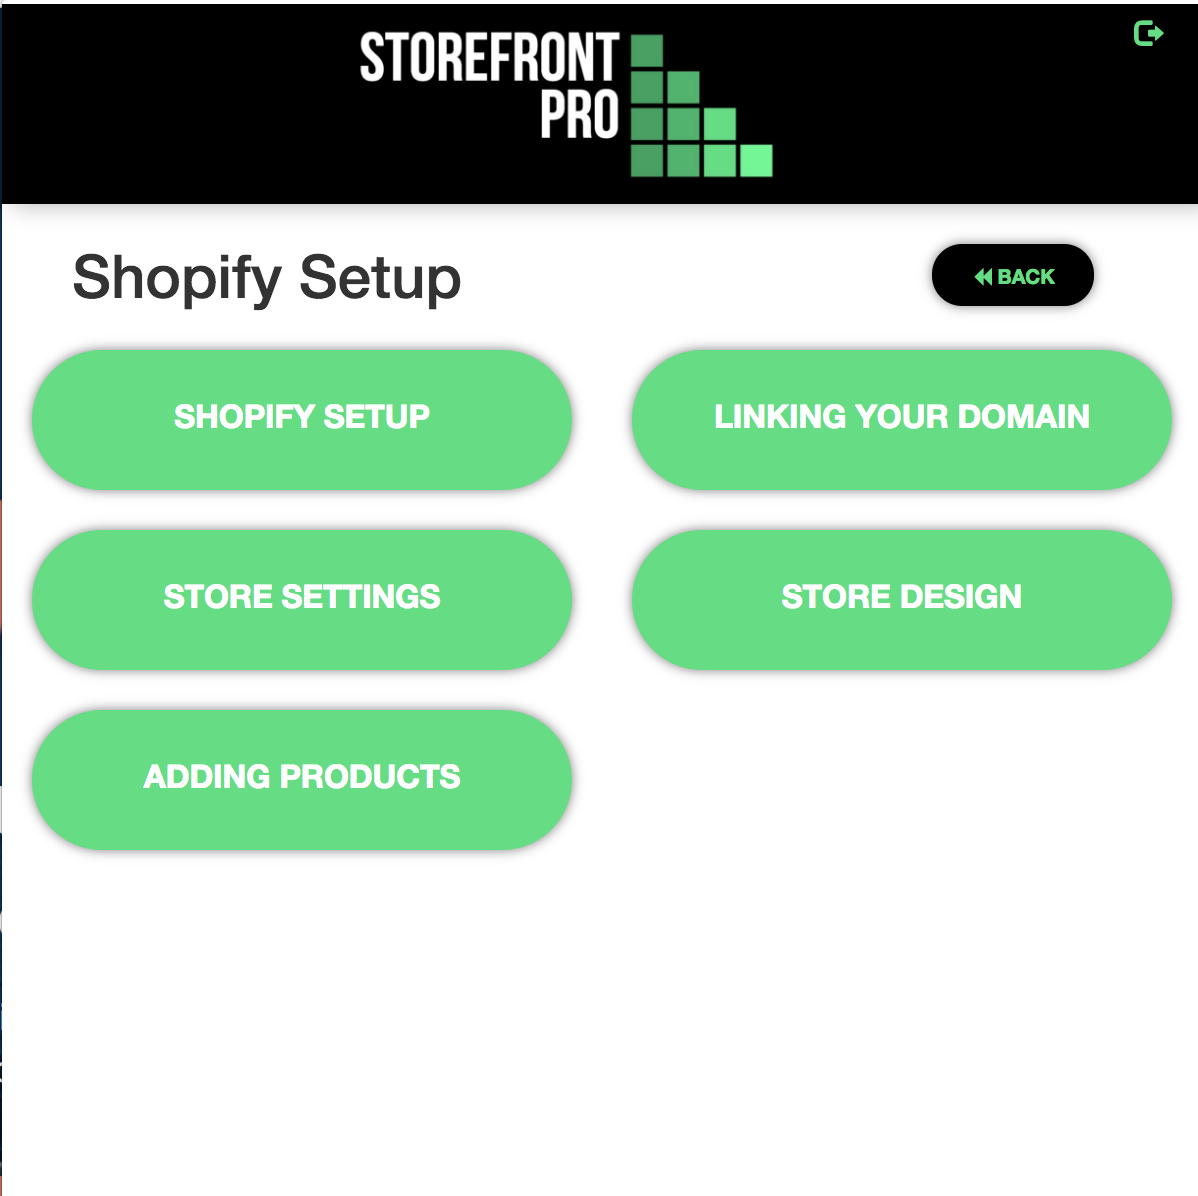 STOREFRONT
PRO
Shopify Setup
BACK
SHOPIFY SETUP
LINKING YOUR DOMAIN
STORE SETTINGS
STORE DESIGN
ADDING PRODUCTS